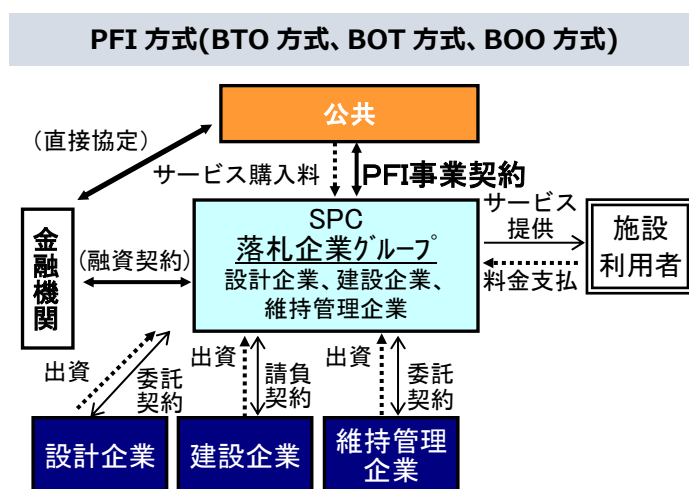 PFI 方式(BTO 方式、BOT 方式、BOO 方式)
公共
(直接協定)
サービス購入料
PFI事業契約
SPC
落札企業グループ
設計企業、建設企業、
維持管理企業
サービス
提供
料金支払
施設
利用者
金融機関
(融資契約)
出資
委託
契約
出資
請負
契約
出資
委託
契約
設計企業
建設企業
維持管理
企業